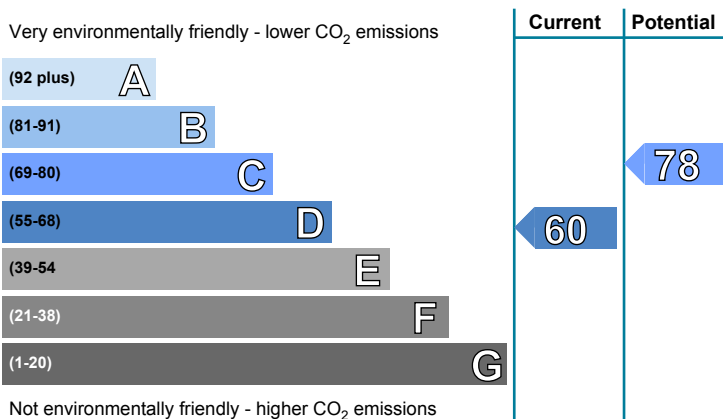 Current Potential
Very environmentally friendly - lower CO₂ emissions
(92 plus) A
(81-91) B
(69-80) C 78
(55-68) D 60
(39-54 E
(21-38) F
(1-20) G
Not environmentally friendly - higher CO₂ emissions